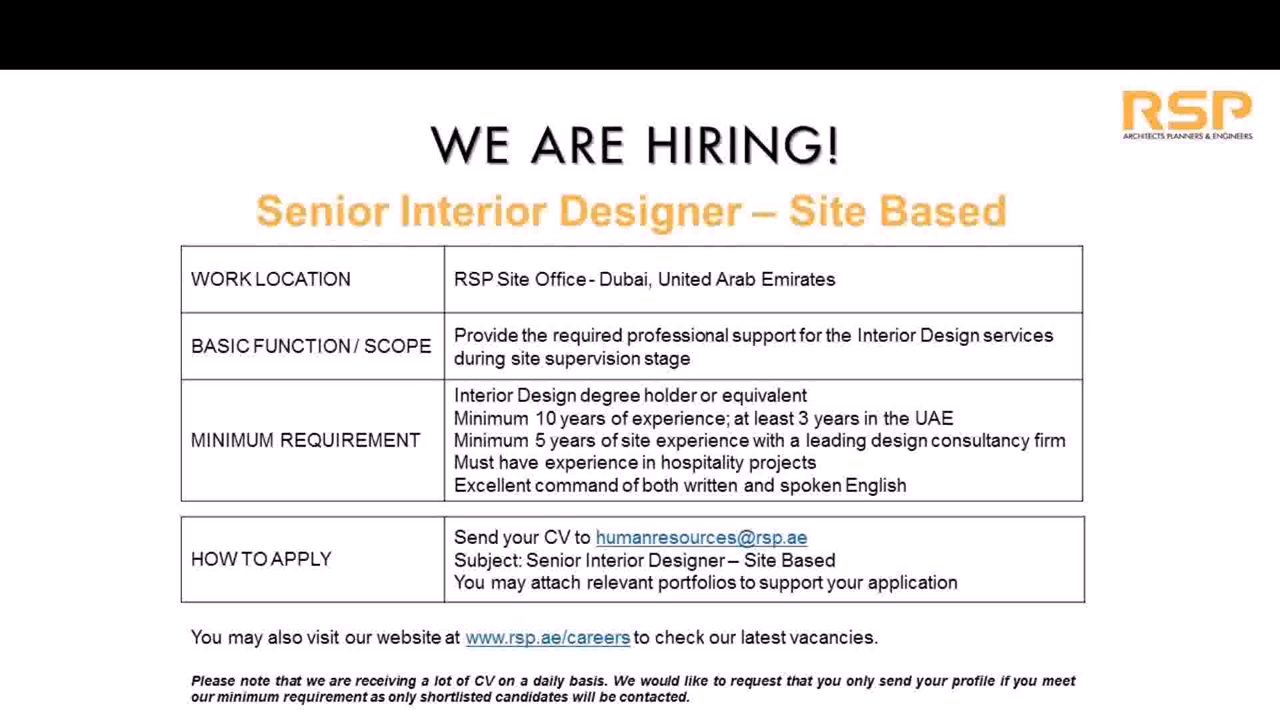 RSP
ARCHITECTS PLANNERS & ENGINEERS
WE ARE HIRING!
Senior Interior Designer – Site Based
WORK LOCATION
RSP Site Office - Dubai, United Arab Emirates
BASIC FUNCTION / SCOPE
Provide the required professional support for the Interior Design services
during site supervision stage
MINIMUM REQUIREMENT
Interior Design degree holder or equivalent
Minimum 10 years of experience; at least 3 years in the UAE
Minimum 5 years of site experience with a leading design consultancy firm
Must have experience in hospitality projects
Excellent command of both written and spoken English
HOW TO APPLY
Send your CV to humanresources@rsp.ae
Subject: Senior Interior Designer – Site Based
You may attach relevant portfolios to support your application
You may also visit our website at www.rsp.ae/careers to check our latest vacancies.
Please note that we are receiving a lot of CV on a daily basis. We would like to request that you only send your profile if you meet
our minimum requirement as only shortlisted candidates will be contacted.